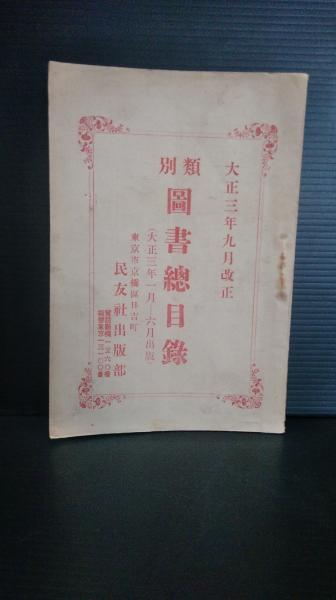 大正三年九月改正
類別
圖書總目錄
(大正三年一月―六月出版)
東京市京橋區日吉町
民友社出版部